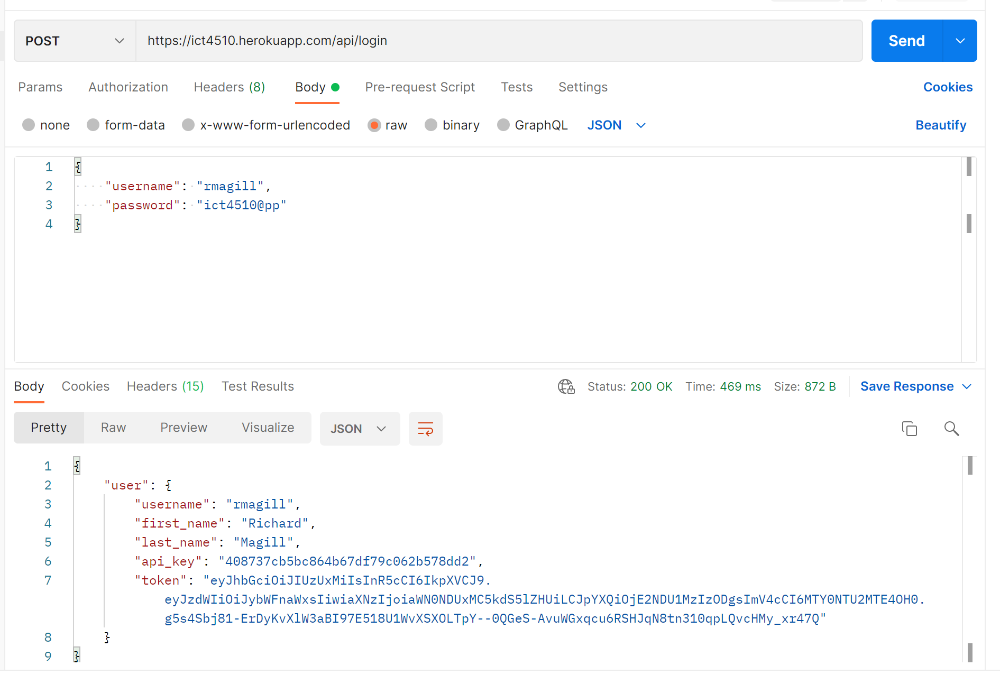 POST https://ict4510.herokuapp.com/api/login Send
Params Authorization Headers (8) Body Pre-request Script Tests Settings Cookies
none form-data x-www-form-urlencoded raw binary GraphQL JSON Beautify
1 {
2 "username": "rmagill",
3 "password": "ict4510@pp"
4 }
Body Cookies Headers (15) Test Results Status: 200 OK Time: 469 ms Size: 872 B Save Response
Pretty Raw Preview Visualize JSON
1 {
2 "user": {
3 "username": "rmagill",
4 "first_name": "Richard",
5 "last_name": "Magill",
6 "api_key": "408737cb5bc864b67df79c062b578dd2",
7 "token": "eyJhbGciOiJIUzUxMiIsInR5cCI6IkpXVCJ9.
eyJzdWIiOiJybWFnaWxsIiwiaXNzIjoiaWN0NDUxMC5kdS5lZHUiLCJpYXQiOjE2NDU1MzIzODgsImV4cCI6MTY0NTU2MTE4OH0.
g5s4Sbj81-ErDyKvXlW3aBI97E518U1WvXSXOLTpY--0QGeS-AvuWGxqcu6RSHJqN8tn310qpLQvcHMy_xr47Q"
8 }
9 }